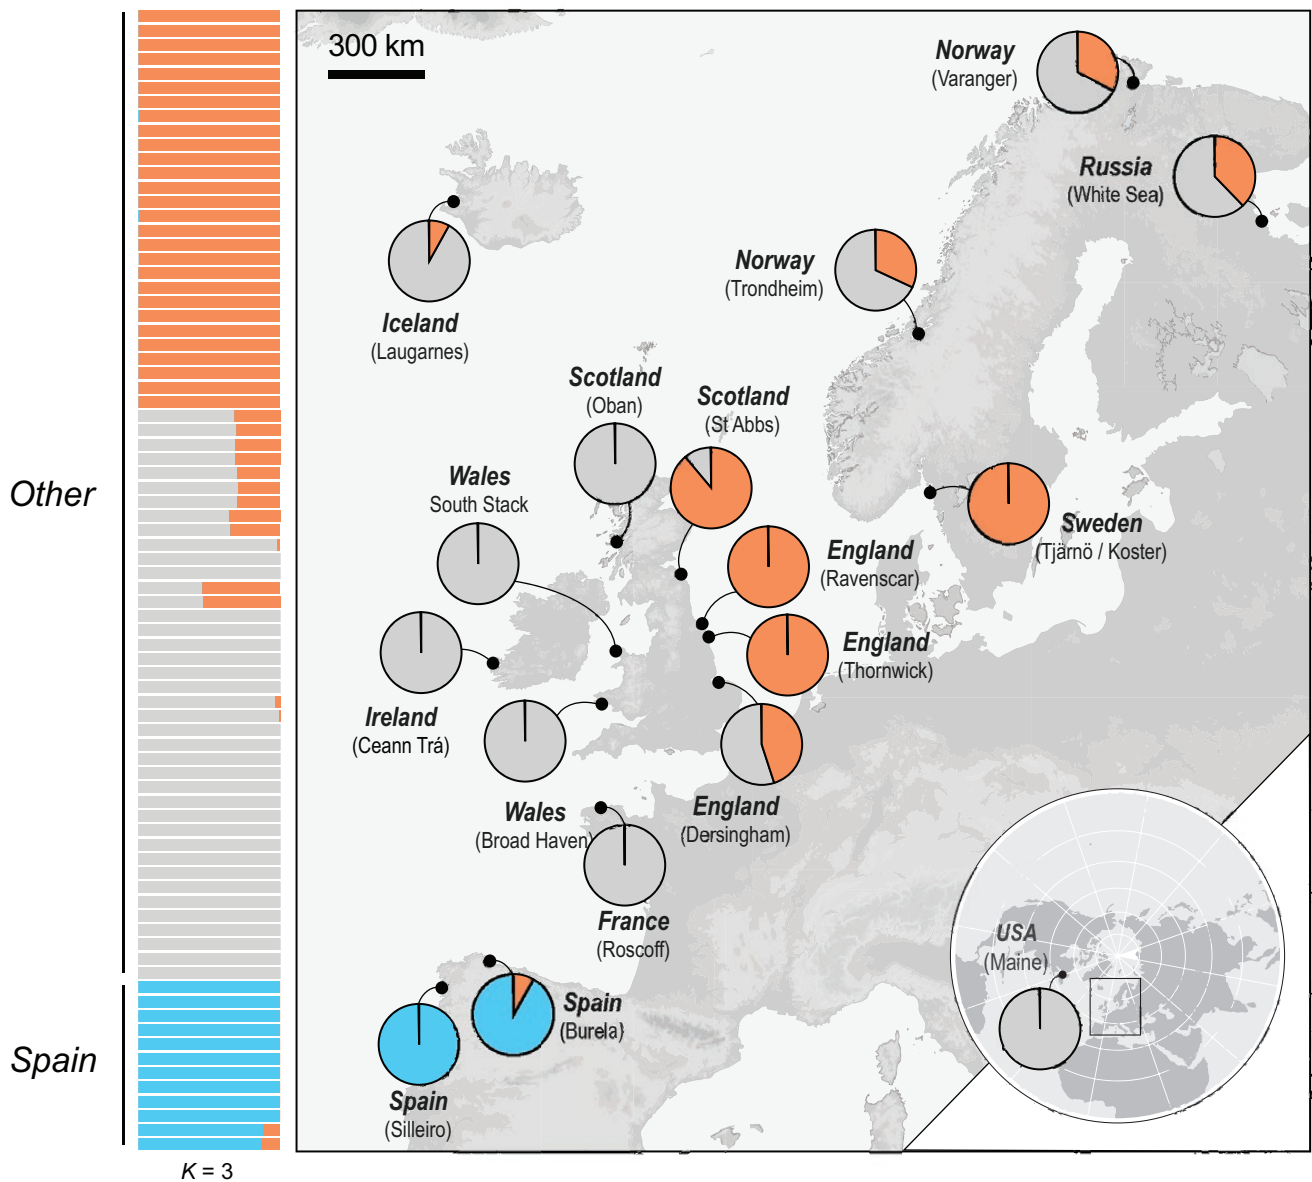 300 km
Norway
(Varanger)
Russia
(White Sea)
Norway
(Trondheim)
Iceland
(Laugarnes)
Scotland
(Oban)
Scotland
(St Abbs)
Wales
South Stack
Other
Sweden
(Tjärnö / Koster)
England
(Ravenscar)
England
(Thornwick)
Ireland
(Ceann Trá)
Wales
(Broad Haven)
England
(Dersingham)
France
(Roscoff)
USA
(Maine)
Spain
(Burela)
Spain
Spain
(Silleiro)
K = 3